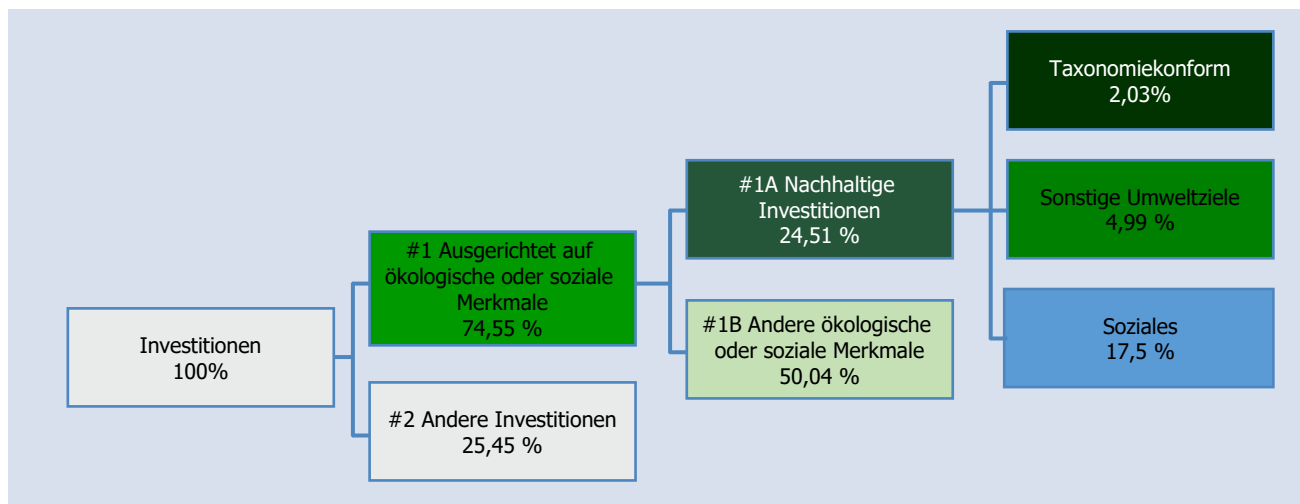 Investitionen
100%
#1 Ausgerichtet auf
ökologische oder soziale
Merkmale
74,55 %
#2 Andere Investitionen
25,45 %
#1A Nachhaltige
Investitionen
24,51 %
#1B Andere ökologische
oder soziale Merkmale
50,04 %
Taxonomiekonform
2,03%
Sonstige Umweltziele
4,99 %
Soziales
17,5 %